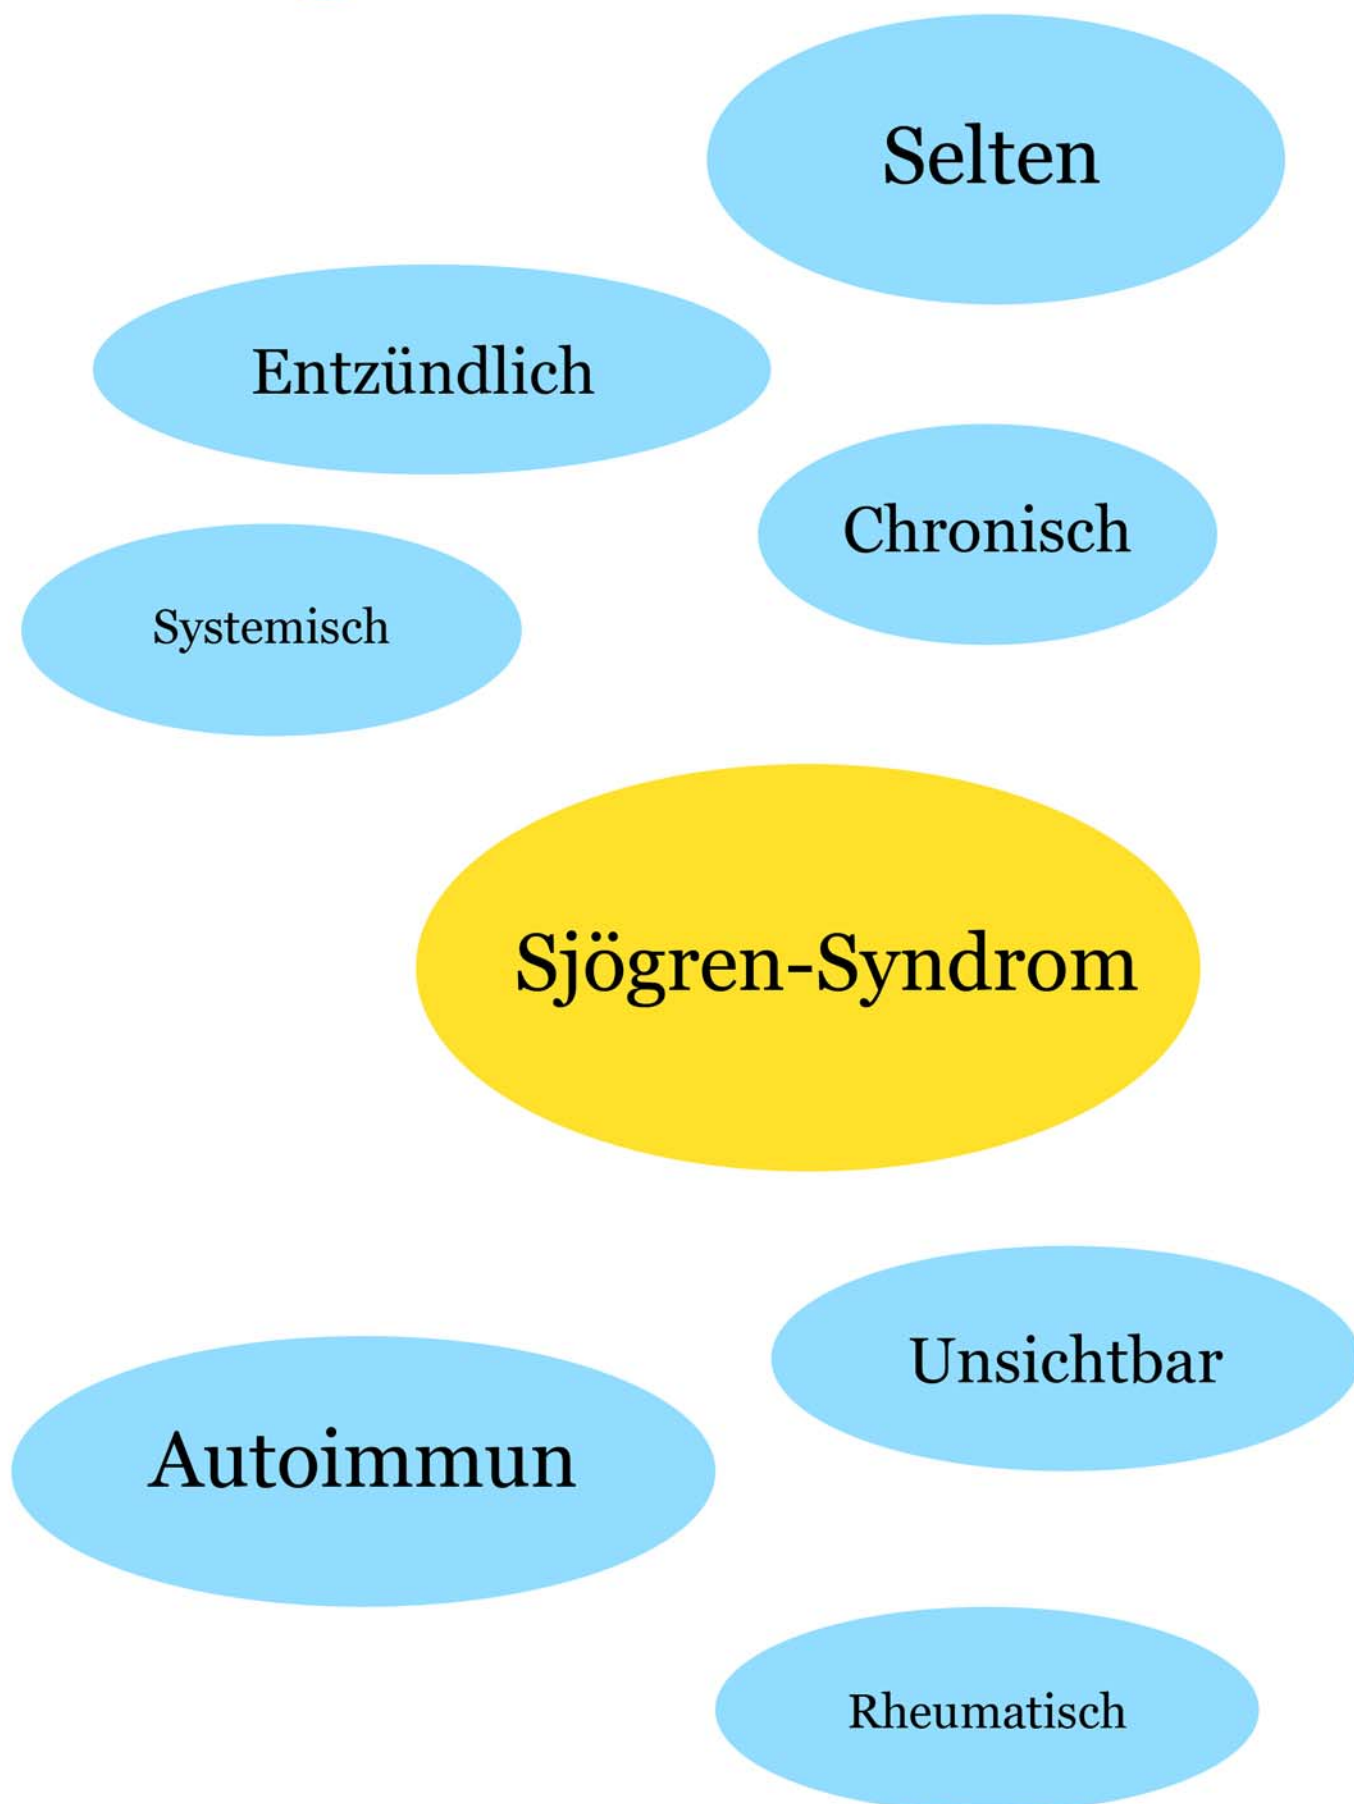 Selten
Entzündlich
Chronisch
Systemisch
Sjögren-Syndrom
Unsichtbar
Autoimmun
Rheumatisch